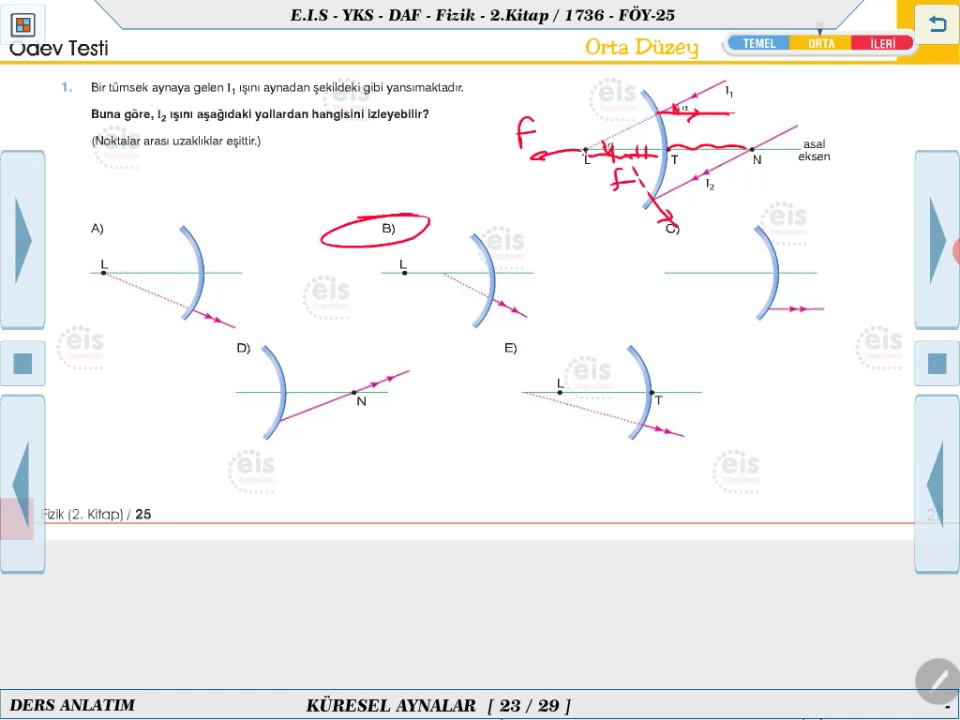 E.I.S - YKS - DAF - Fizik - 2.Kitap / 1736 - FÖY-25
Ödev Testi
Orta Düzey
TEMEL ORTA İLERİ
1. Bir tümsek aynaya gelen I1 ışını aynadan şekildeki gibi yansımaktadır.
Buna göre, I2 ışını aşağıdaki yollardan hangisini izleyebilir?
(Noktalar arası uzaklıklar eşittir.)
I1
α
F
α
asal
eksen
L
T
N
I2
f
A)
B)
C)
L
L
D)
E)
L
N
T
eis
Yayınları
Fizik (2. Kitap) / 25
DERS ANLATIM
KÜRESEL AYNALAR [ 23 / 29 ]
-